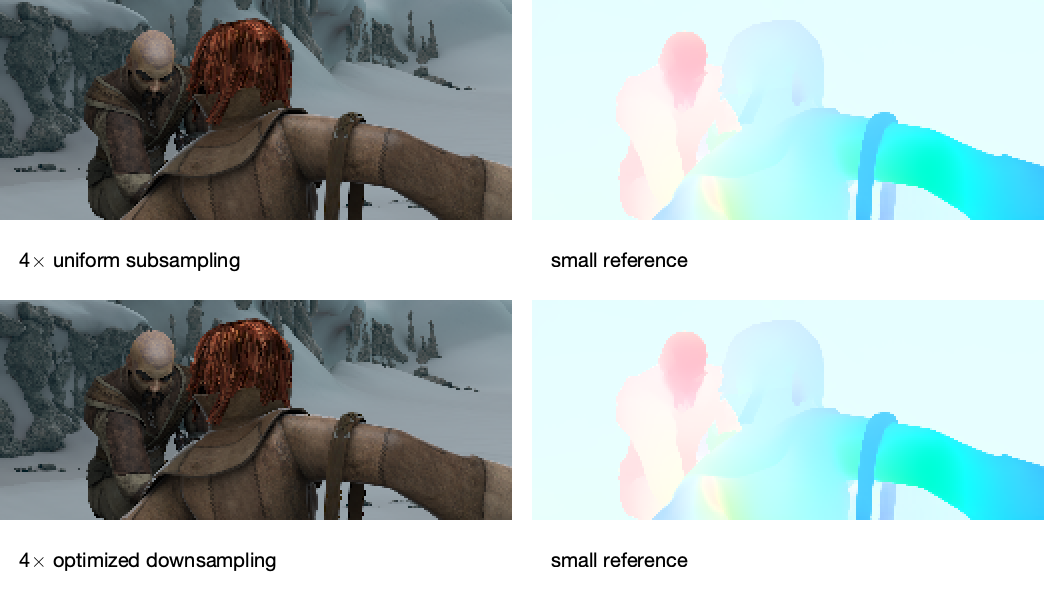 4× uniform subsampling
small reference
4× optimized downsampling
small reference